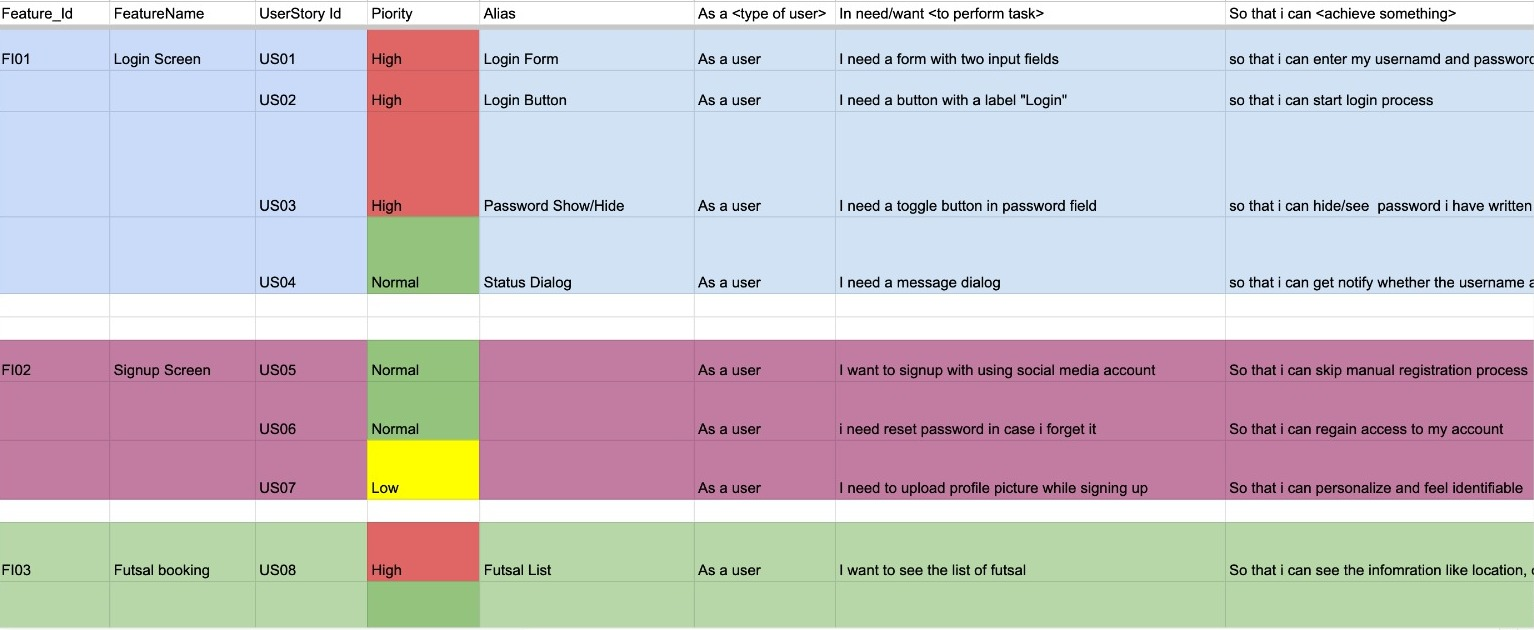 Feature_Id FeatureName UserStory Id Piority Alias As a <type of user> In need/want <to perform task> So that i can <achieve something>
FI01 Login Screen US01 High Login Form As a user I need a form with two input fields so that i can enter my usernamd and password
US02 High Login Button As a user I need a button with a label "Login" so that i can start login process
US03 High Password Show/Hide As a user I need a toggle button in password field so that i can hide/see password i have written
US04 Normal Status Dialog As a user I need a message dialog so that i can get notify whether the username a
FI02 Signup Screen US05 Normal As a user I want to signup with using social media account So that i can skip manual registration process
US06 Normal As a user i need reset password in case i forget it So that i can regain access to my account
US07 Low As a user I need to upload profile picture while signing up So that i can personalize and feel identifiable
FI03 Futsal booking US08 High Futsal List As a user I want to see the list of futsal So that i can see the infomration like location,